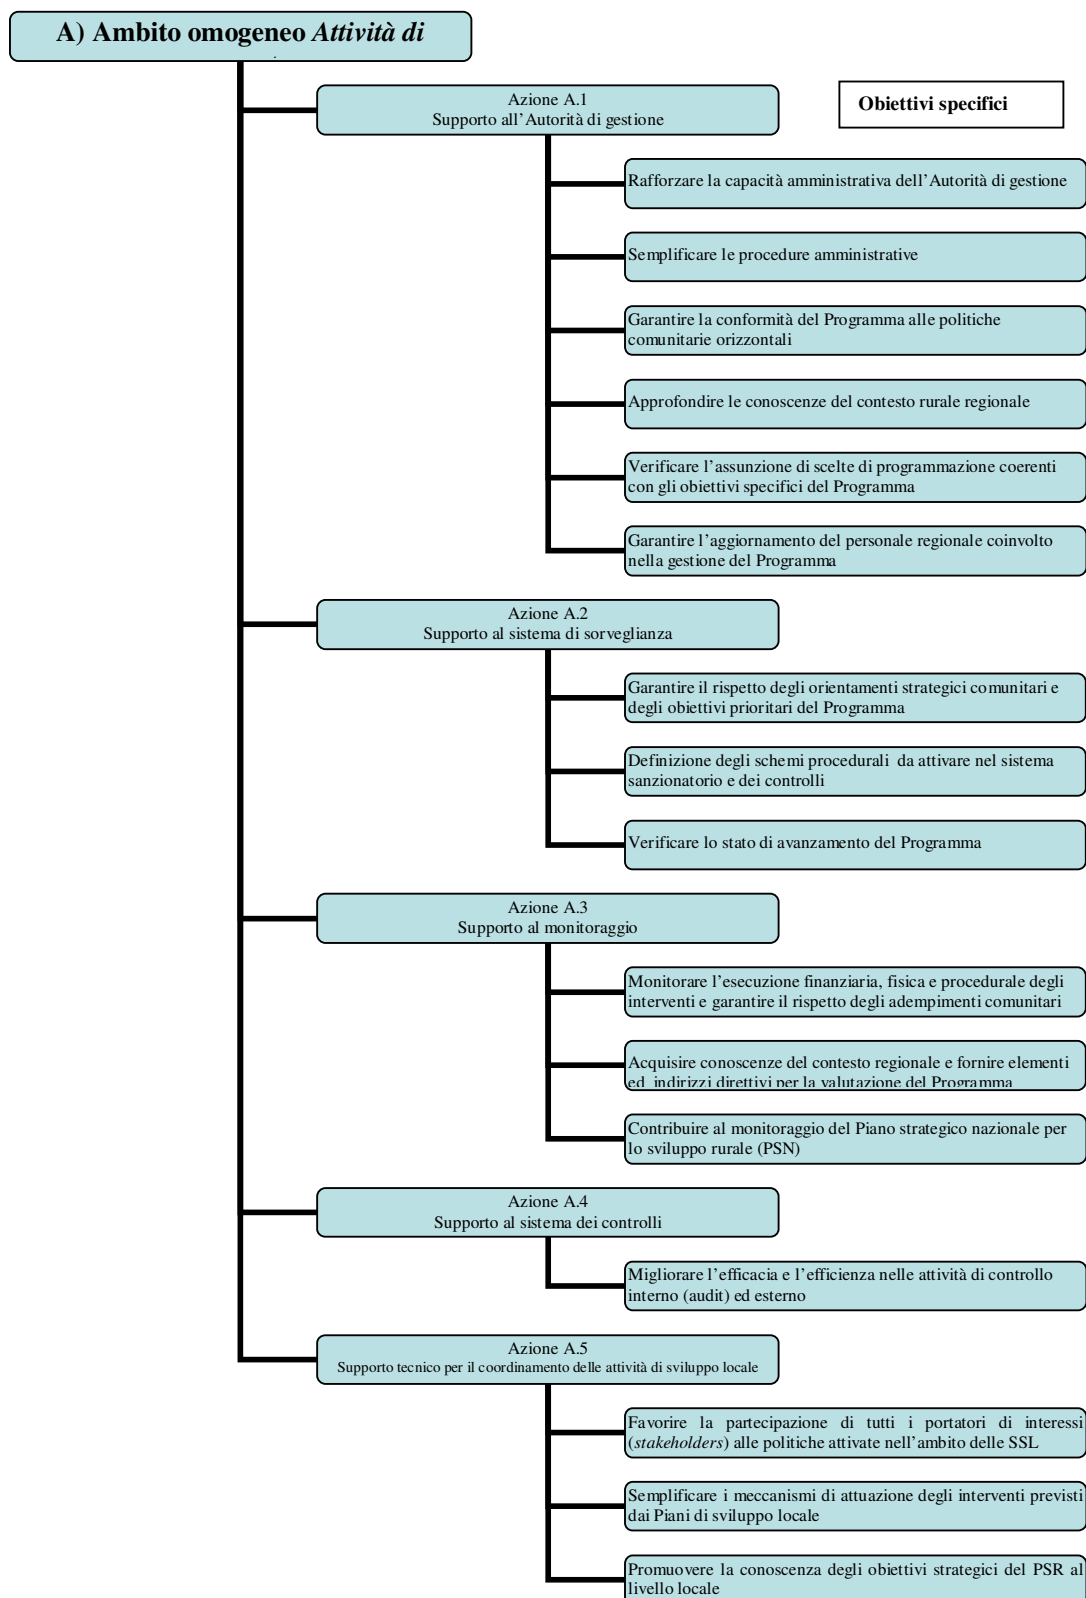 A) Ambito omogeneo Attività di
Azione A.1
Supporto all’Autorità di gestione
Obiettivi specifici
Rafforzare la capacità amministrativa dell’Autorità di gestione
Semplificare le procedure amministrative
Garantire la conformità del Programma alle politiche
comunitarie orizzontali
Approfondire le conoscenze del contesto rurale regionale
Verificare l’assunzione di scelte di programmazione coerenti
con gli obiettivi specifici del Programma
Garantire l’aggiornamento del personale regionale coinvolto
nella gestione del Programma
Azione A.2
Supporto al sistema di sorveglianza
Garantire il rispetto degli orientamenti strategici comunitari e
degli obiettivi prioritari del Programma
Definizione degli schemi procedurali da attivare nel sistema
sanzionatorio e dei controlli
Verificare lo stato di avanzamento del Programma
Azione A.3
Supporto al monitoraggio
Monitorare l’esecuzione finanziaria, fisica e procedurale degli
interventi e garantire il rispetto degli adempimenti comunitari
Acquisire conoscenze del contesto regionale e fornire elementi
ed indirizzi direttivi per la valutazione del Programma
Contribuire al monitoraggio del Piano strategico nazionale per
lo sviluppo rurale (PSN)
Azione A.4
Supporto al sistema dei controlli
Migliorare l’efficacia e l’efficienza nelle attività di controllo
interno (audit) ed esterno
Azione A.5
Supporto tecnico per il coordinamento delle attività di sviluppo locale
Favorire la partecipazione di tutti i portatori di interessi
(stakeholders) alle politiche attivate nell’ambito delle SSL
Semplificare i meccanismi di attuazione degli interventi previsti
dai Piani di sviluppo locale
Promuovere la conoscenza degli obiettivi strategici del PSR al
livello locale